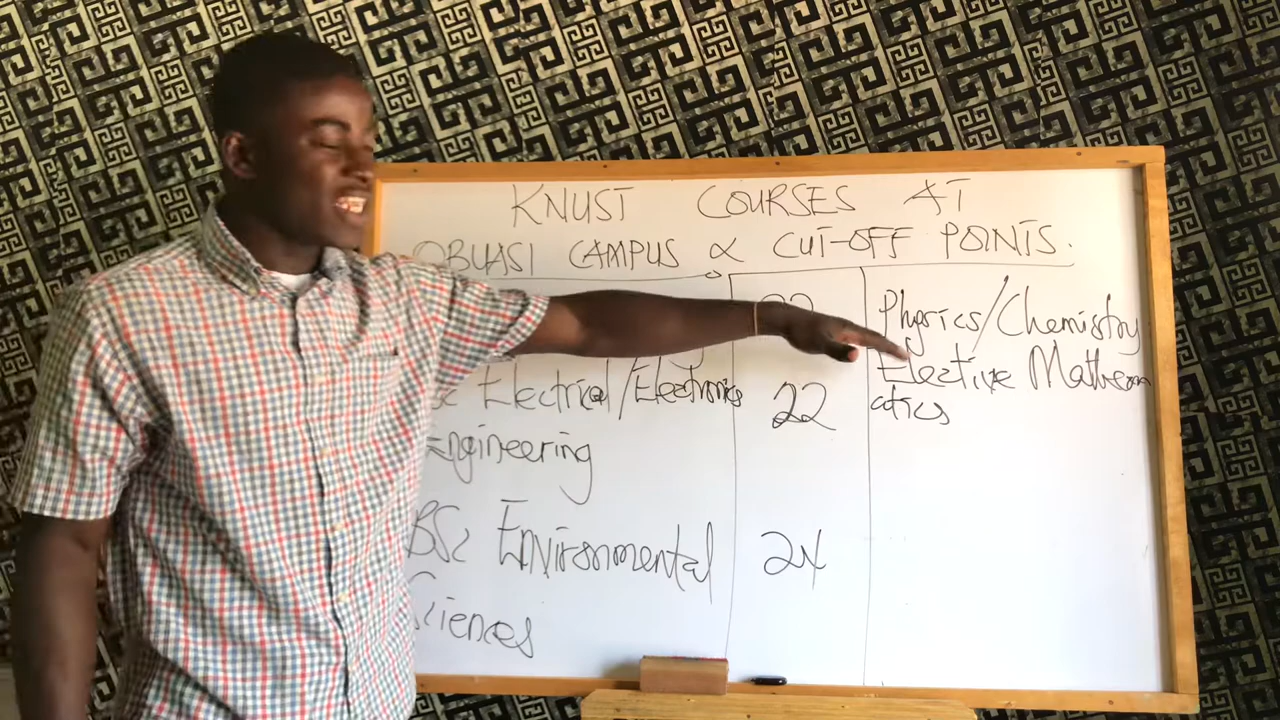 KNUST COURSES AT
OBUASI CAMPUS & CUT-OFF POINTS.
Physics/Chemistry
Elective Mathem
atics
Electrical/Electronics 22
Engineering
BSc Environmental 24
Sciences